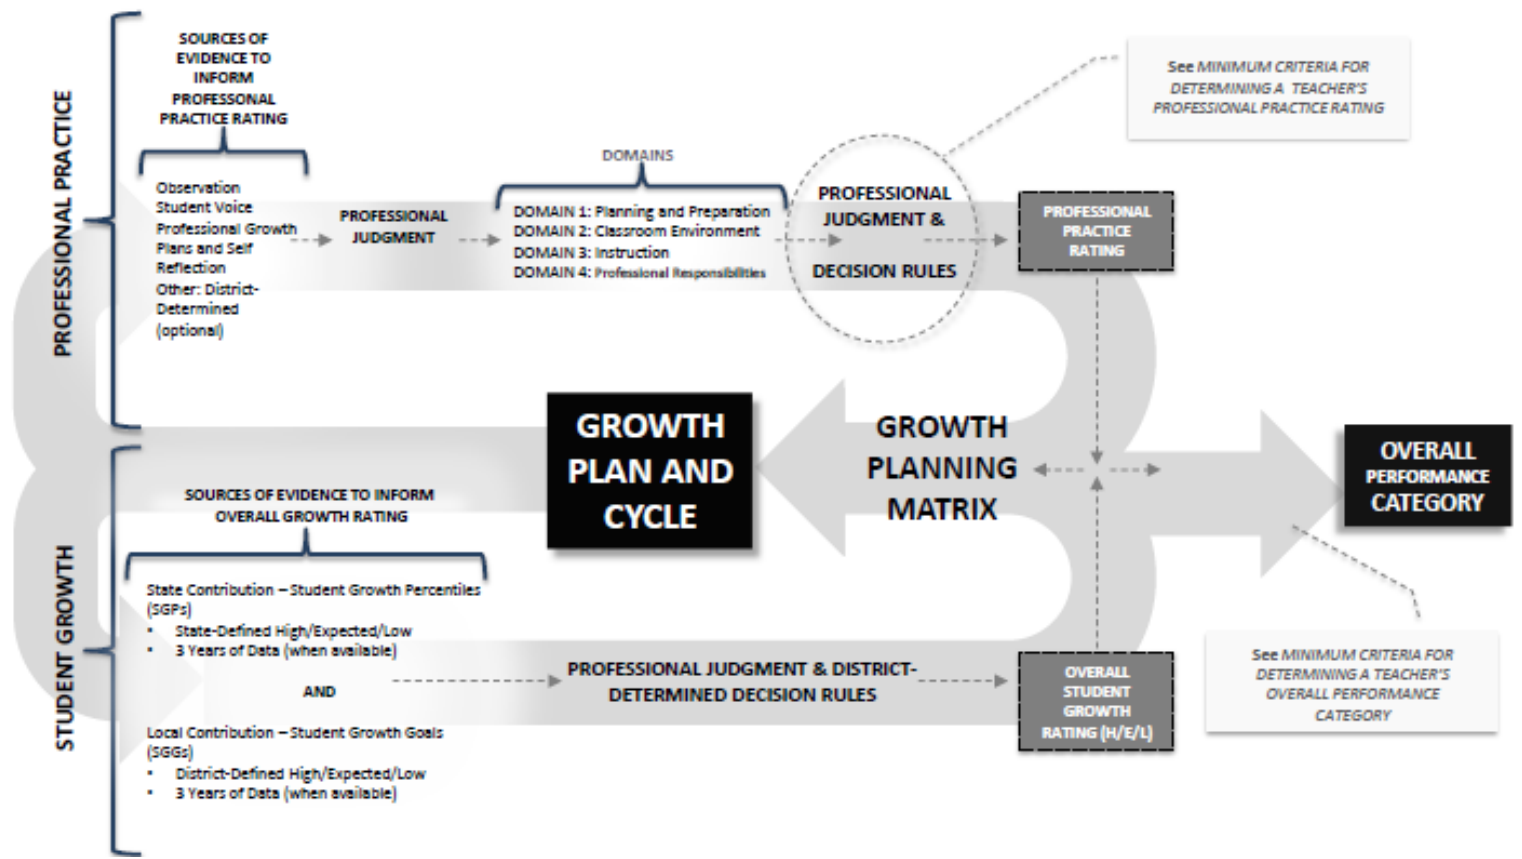 PROFESSIONAL PRACTICE
SOURCES OF
EVIDENCE TO
INFORM
PROFESSIONAL
PRACTICE RATING
Observation
Student Voice
Professional Growth
Plans and Self
Reflection
Other: District-
Determined
(optional)
PROFESSIONAL
JUDGMENT
DOMAINS
DOMAIN 1: Planning and Preparation
DOMAIN 2: Classroom Environment
DOMAIN 3: Instruction
DOMAIN 4: Professional Responsibilities
PROFESSIONAL
JUDGMENT &
DECISION RULES
PROFESSIONAL
PRACTICE
RATING
See MINIMUM CRITERIA FOR
DETERMINING A TEACHER'S
PROFESSIONAL PRACTICE RATING
GROWTH
PLAN AND
CYCLE
GROWTH
PLANNING
MATRIX
OVERALL
PERFORMANCE
CATEGORY
STUDENT GROWTH
SOURCES OF EVIDENCE TO INFORM
OVERALL GROWTH RATING
State Contribution – Student Growth Percentiles
(SGPs)
• State-Defined High/Expected/Low
• 3 Years of Data (when available)
AND
Local Contribution – Student Growth Goals
(SGGs)
• District-Defined High/Expected/Low
• 3 Years of Data (when available)
PROFESSIONAL JUDGMENT & DISTRICT-
DETERMINED DECISION RULES
OVERALL
STUDENT
GROWTH
RATING (H/E/L)
See MINIMUM CRITERIA FOR
DETERMINING A TEACHER'S
OVERALL PERFORMANCE
CATEGORY